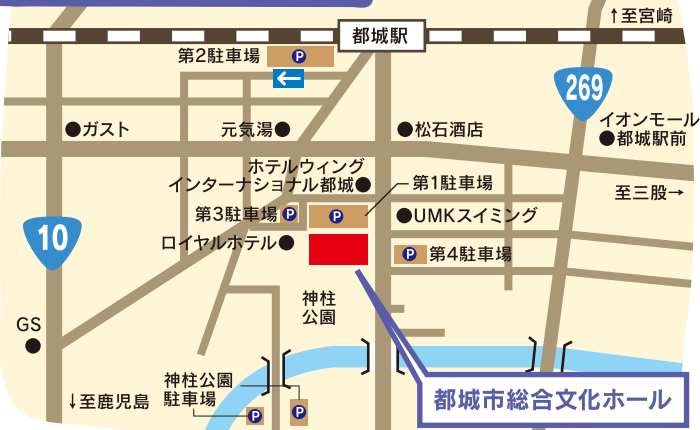 ↑至宮崎
都城駅
第2駐車場
P
←
269
イオンモール
都城駅前
ガスト
元気湯
松石酒店
ホテルウィング
インターナショナル都城
第1駐車場
至三股→
第3駐車場
P
P
UMKスイミング
10
ロイヤルホテル
P
第4駐車場
神柱
公園
GS
神柱公園
駐車場
↓至鹿児島
P
P
都城市総合文化ホール